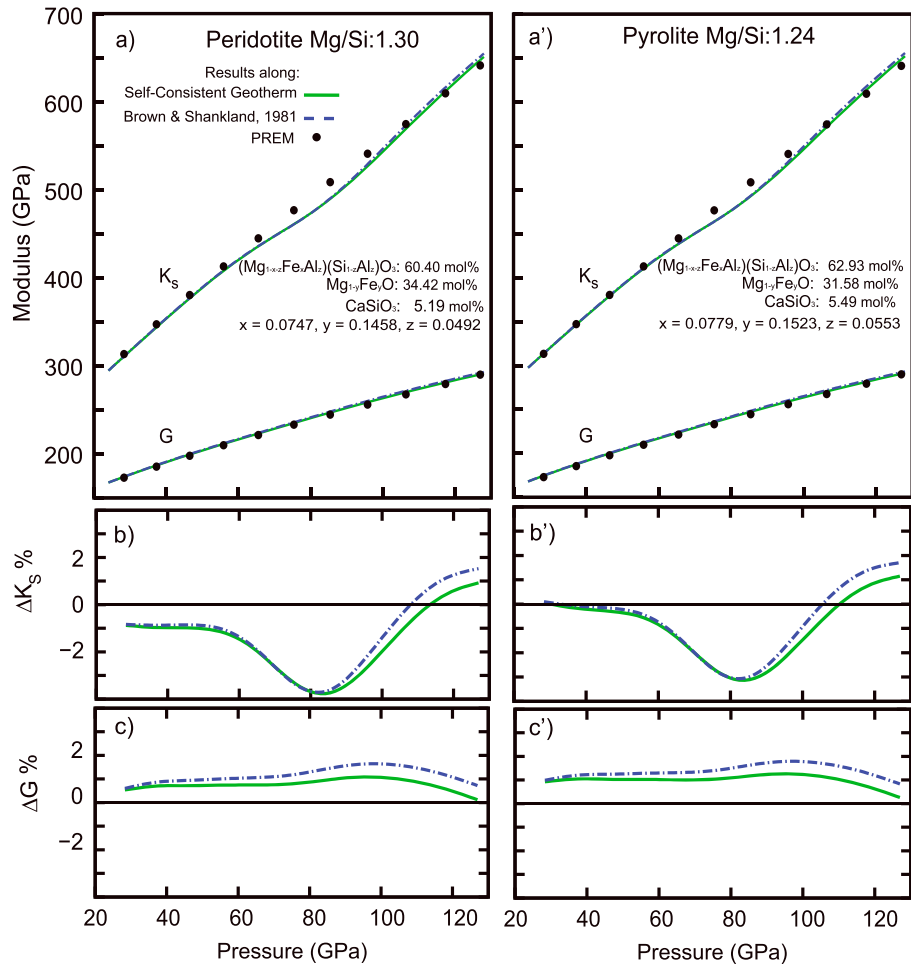 a) Peridotite Mg/Si:1.30
Results along:
Self-Consistent Geotherm
Brown & Shankland, 1981
PREM
700
600
500
400
300
200
Modulus (GPa)
Kₛ
(Mg₁₋ₓ₋zFeₓAlz)(Si₁₋zAlz)O₃: 60.40 mol%
Mg₁₋yFeyO: 34.42 mol%
CaSiO₃: 5.19 mol%
x = 0.0747, y = 0.1458, z = 0.0492
G
a') Pyrolite Mg/Si:1.24
Kₛ
(Mg₁₋ₓ₋zFeₓAlz)(Si₁₋zAlz)O₃: 62.93 mol%
Mg₁₋yFeyO: 31.58 mol%
CaSiO₃: 5.49 mol%
x = 0.0779, y = 0.1523, z = 0.0553
G
b)
2
0
−2
ΔKₛ %
b')
c)
2
0
−2
ΔG %
c')
20 40 60 80 100 120
Pressure (GPa)
20 40 60 80 100 120
Pressure (GPa)